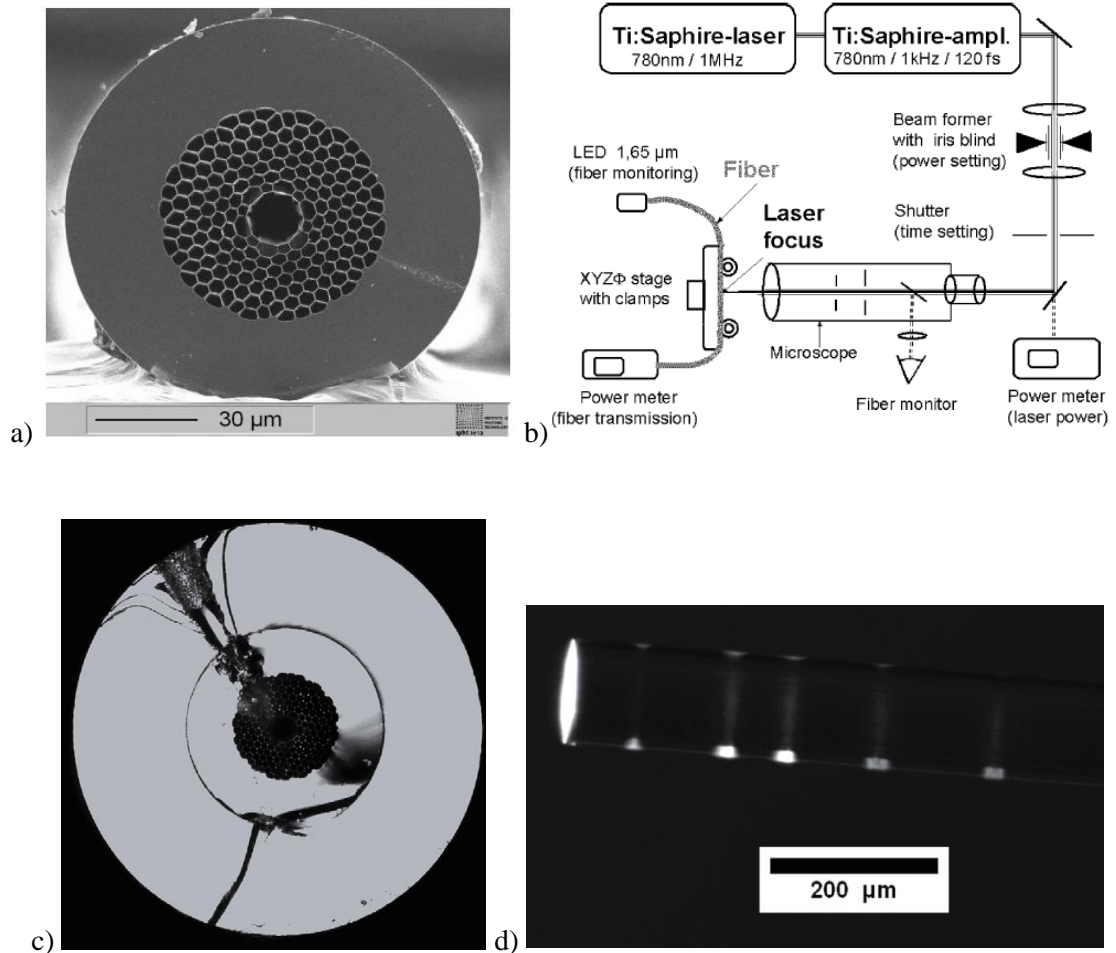 a)
30 µm
b)
Ti:Saphire-laser
780nm / 1MHz
Ti:Saphire-ampl.
780nm / 1kHz / 120 fs
Beam former
with iris blind
(power setting)
LED 1,65 µm
(fiber monitoring)
Fiber
Laser
focus
Shutter
(time setting)
XYZΦ stage
with clamps
Microscope
Power meter
(fiber transmission)
Fiber monitor
Power meter
(laser power)
c)
d)
200 µm